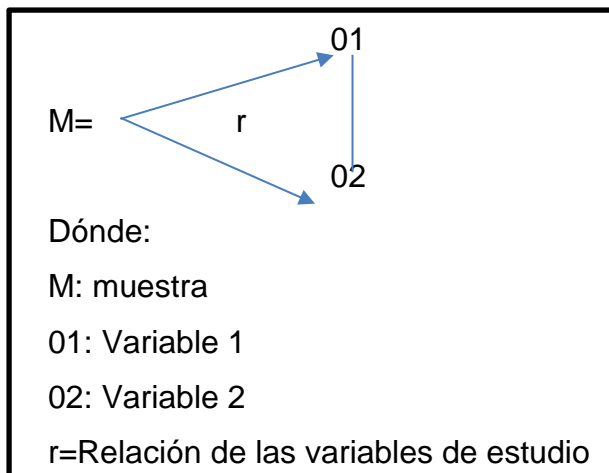 01
M=
r
02
Dónde:
M: muestra
01: Variable 1
02: Variable 2
r=Relación de las variables de estudio